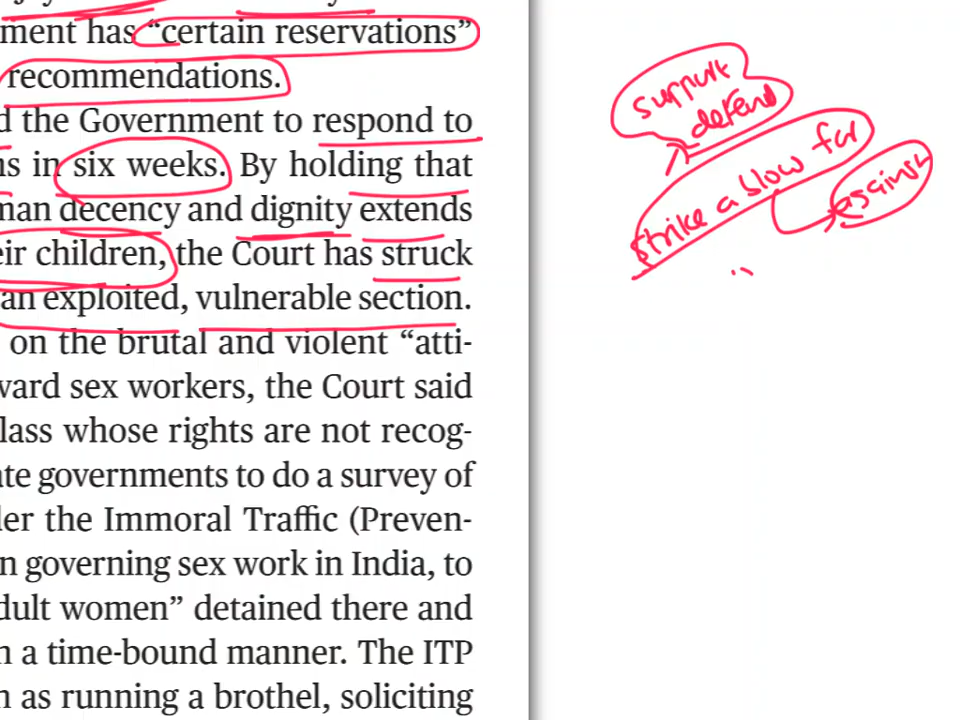 ment has “certain reservations”
recommendations.
d the Government to respond to
ns in six weeks. By holding that
man decency and dignity extends
eir children, the Court has struck
an exploited, vulnerable section.
on the brutal and violent “atti-
ward sex workers, the Court said
lass whose rights are not recog-
ate governments to do a survey of
der the Immoral Traffic (Preven-
n governing sex work in India, to
dult women” detained there and
n a time-bound manner. The ITP
n as running a brothel, soliciting
support
defend
strike a blow for
against